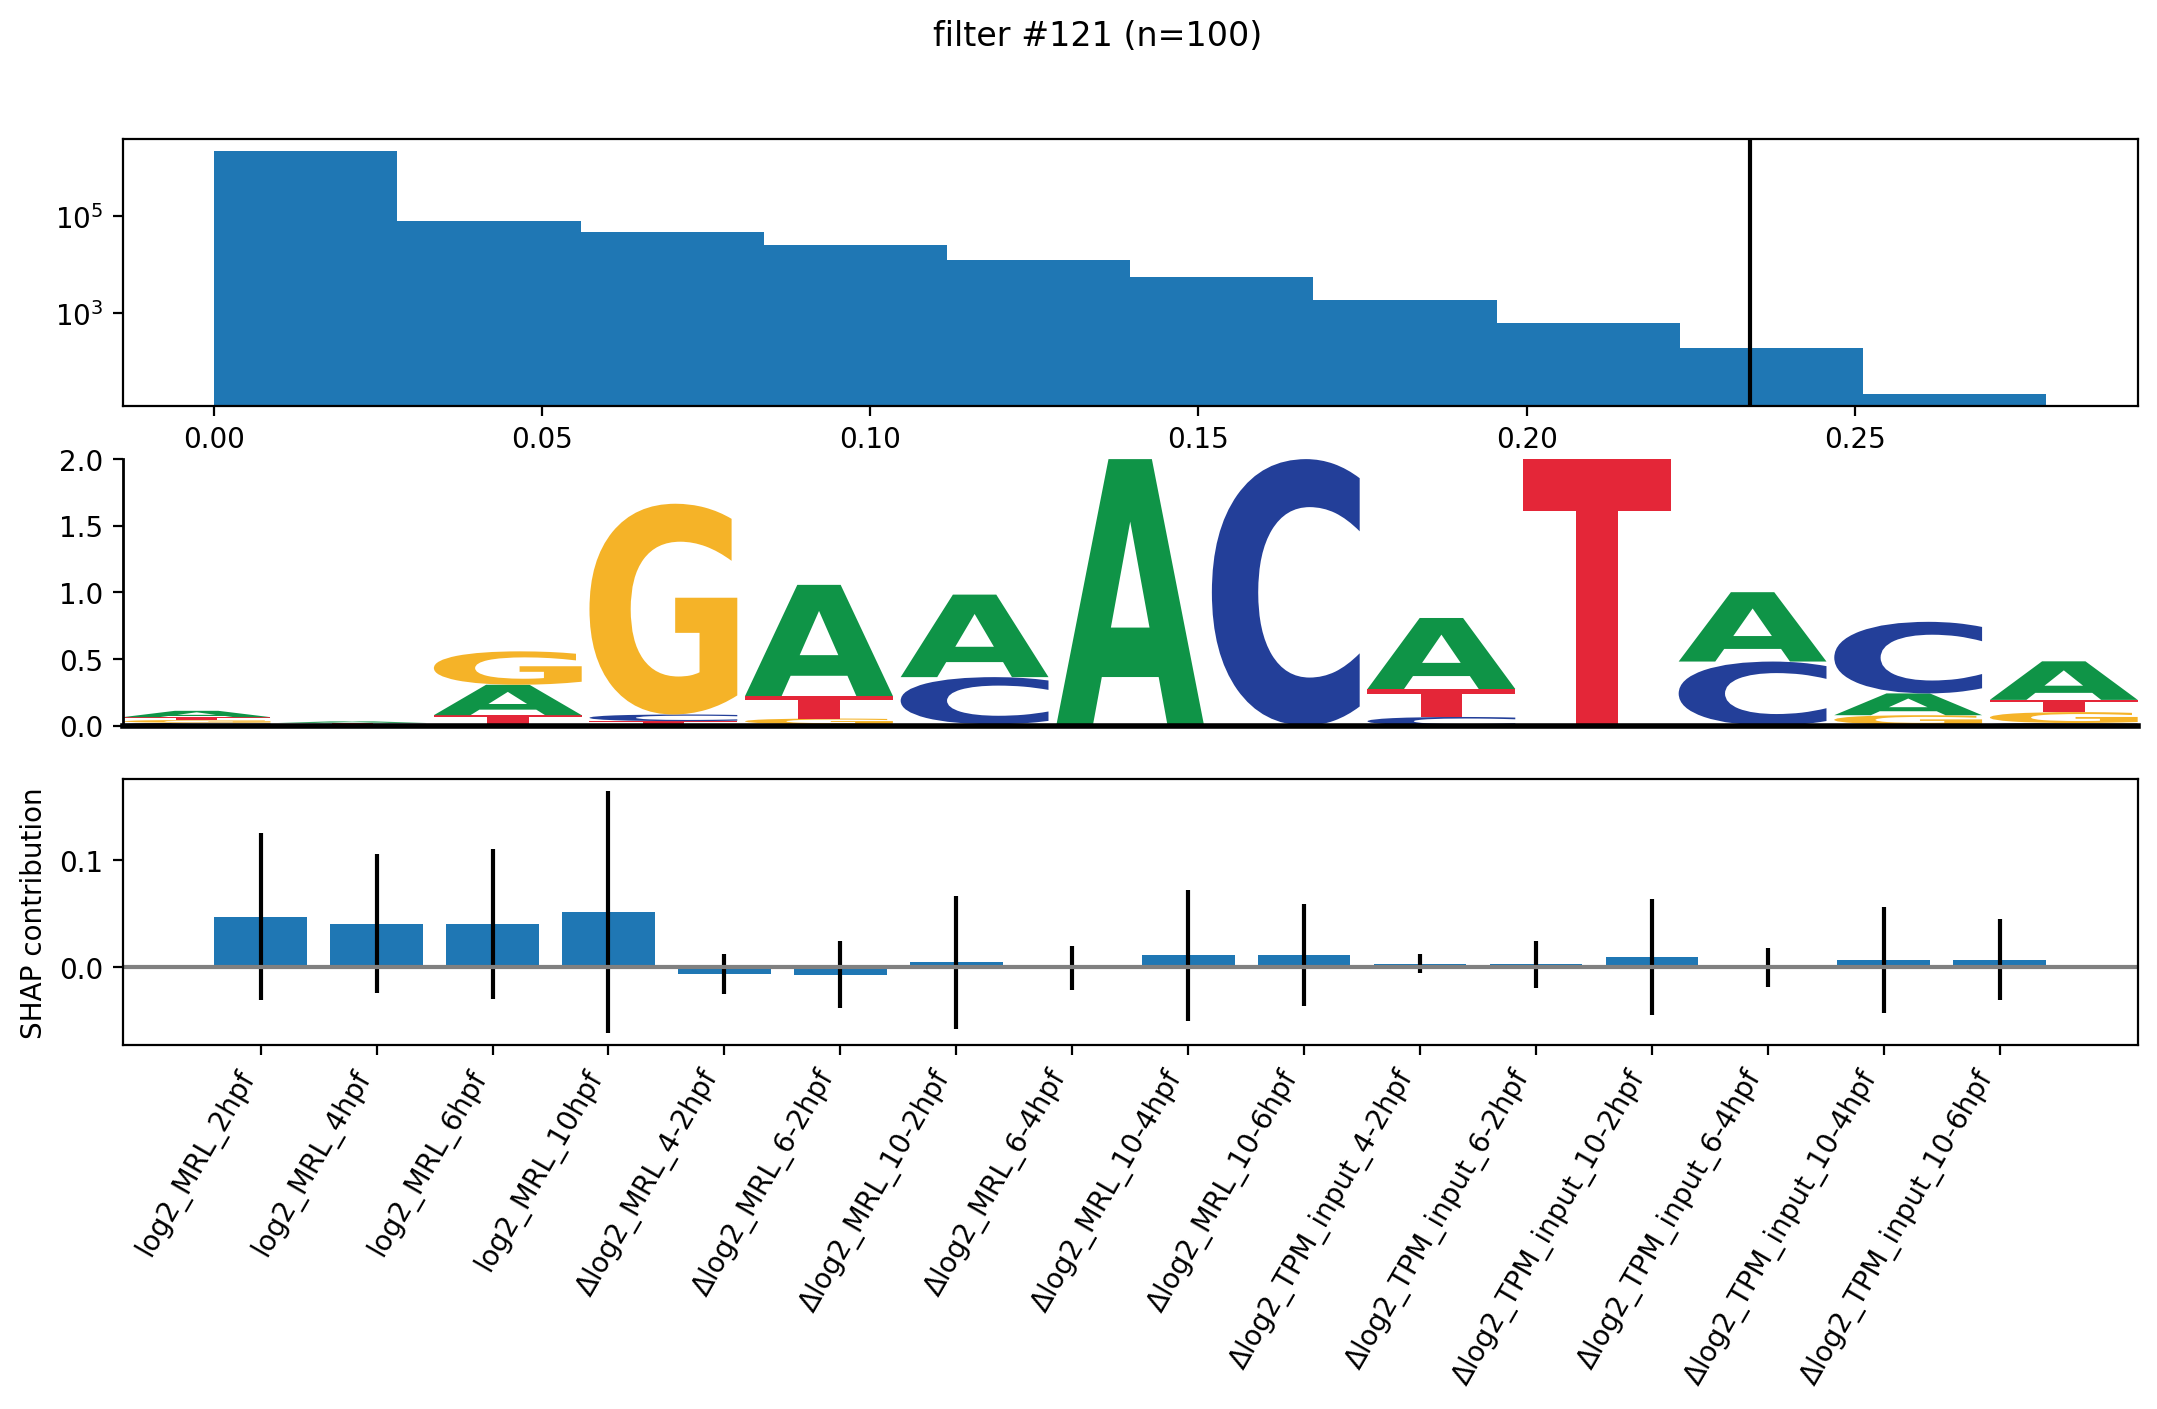 filter #121 (n=100)
10^5
10^3
0.00 0.05 0.10 0.15 0.20 0.25
2.0
1.5
1.0
0.5
0.0
SHAP contribution
0.1
0.0
log2_MRL_2hpf
log2_MRL_4hpf
log2_MRL_6hpf
log2_MRL_10hpf
Δlog2_MRL_4-2hpf
Δlog2_MRL_6-2hpf
Δlog2_MRL_10-2hpf
Δlog2_MRL_6-4hpf
Δlog2_MRL_10-4hpf
Δlog2_MRL_10-6hpf
Δlog2_TPM_input_4-2hpf
Δlog2_TPM_input_6-2hpf
Δlog2_TPM_input_10-2hpf
Δlog2_TPM_input_6-4hpf
Δlog2_TPM_input_10-4hpf
Δlog2_TPM_input_10-6hpf